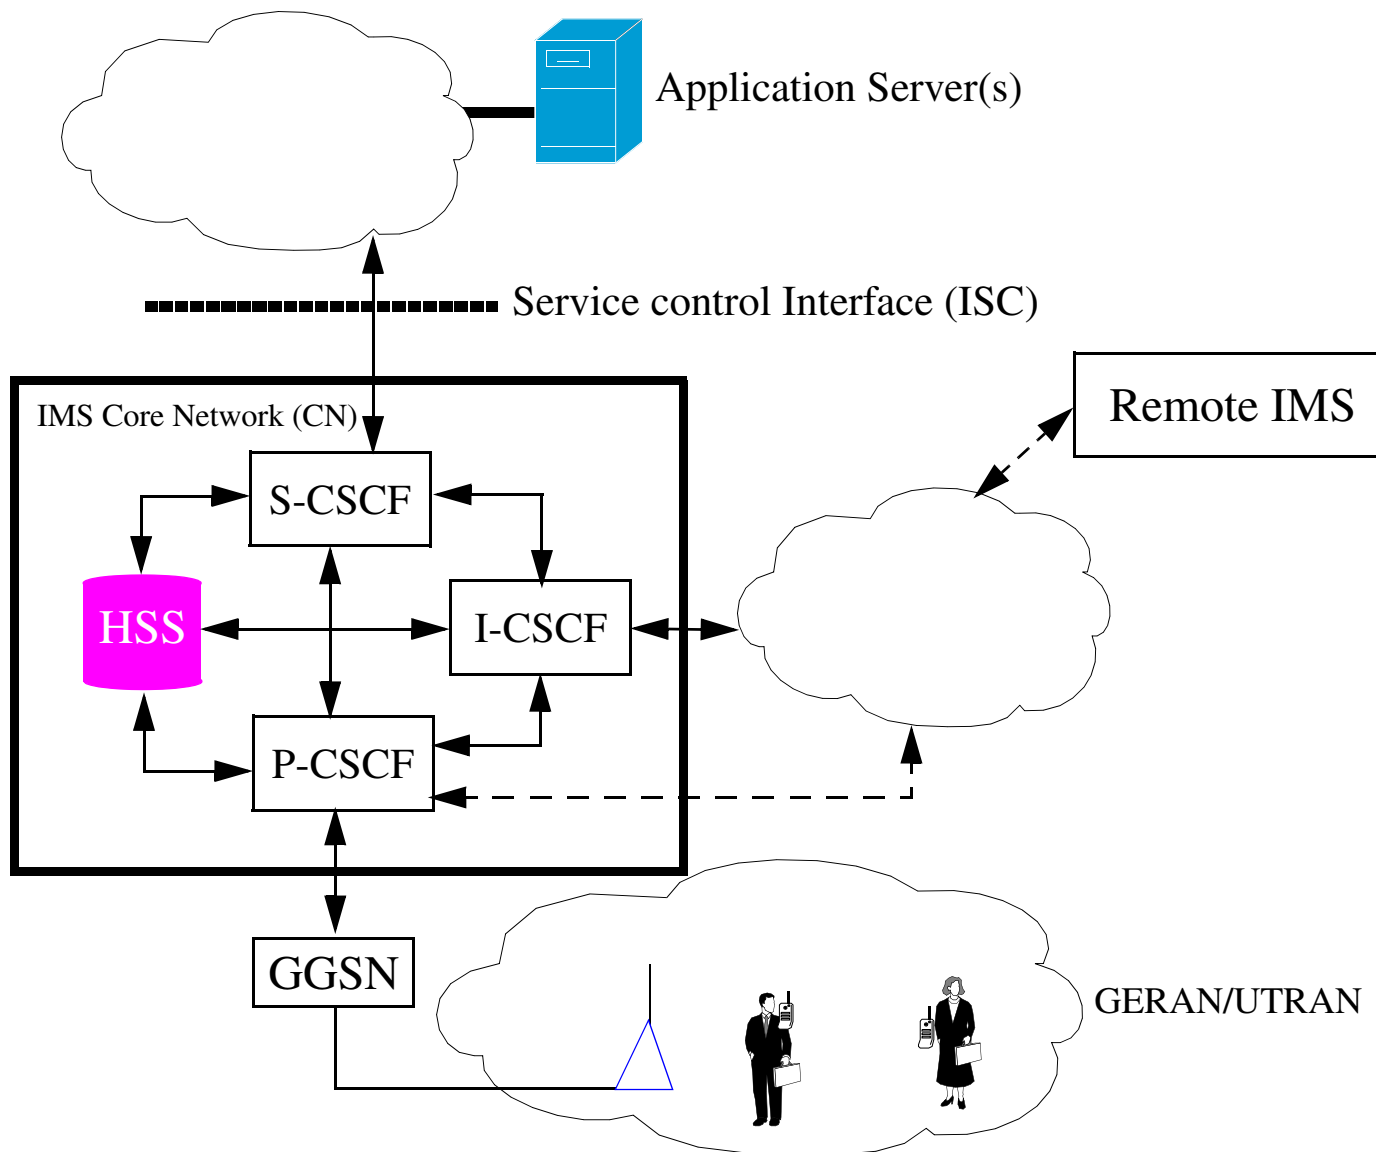 Application Server(s)
Service control Interface (ISC)
Remote IMS
IMS Core Network (CN)
S-CSCF
HSS
I-CSCF
P-CSCF
GGSN
GERAN/UTRAN